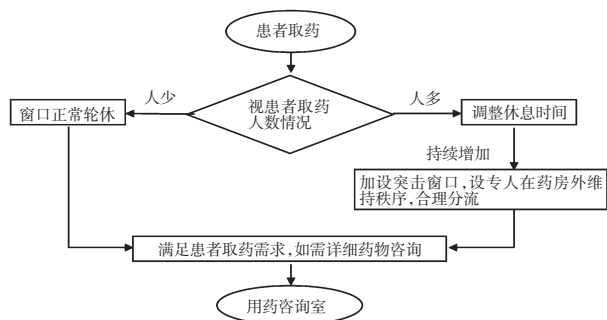 患者取药
人少
视患者取药
人数情况
人多
窗口正常轮休
调整休息时间
持续增加
加设突击窗口,设专人在药房外维
持秩序,合理分流
满足患者取药需求,如需详细药物咨询
用药咨询室